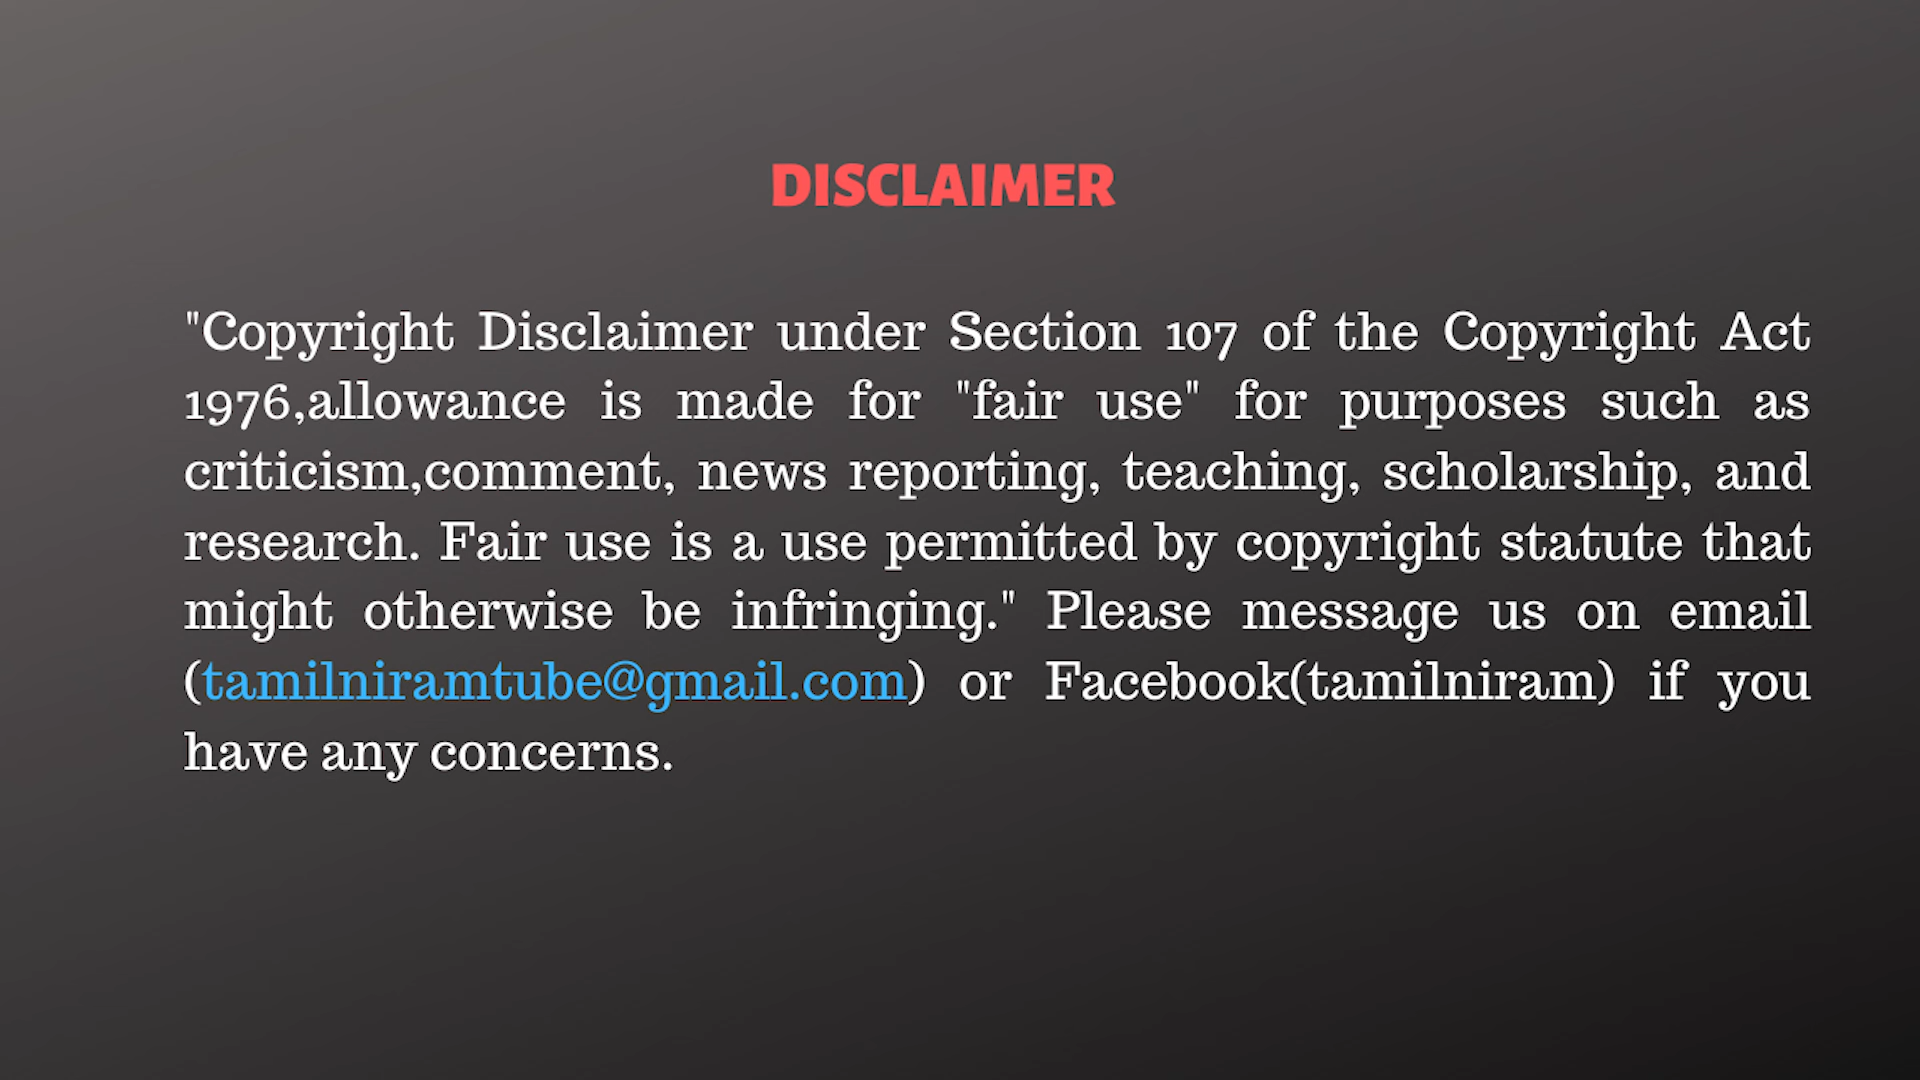 DISCLAIMER
"Copyright Disclaimer under Section 107 of the Copyright Act
1976,allowance is made for "fair use" for purposes such as
criticism,comment, news reporting, teaching, scholarship, and
research. Fair use is a use permitted by copyright statute that
might otherwise be infringing." Please message us on email
(tamilniramtube@gmail.com) or Facebook(tamilniram) if you
have any concerns.